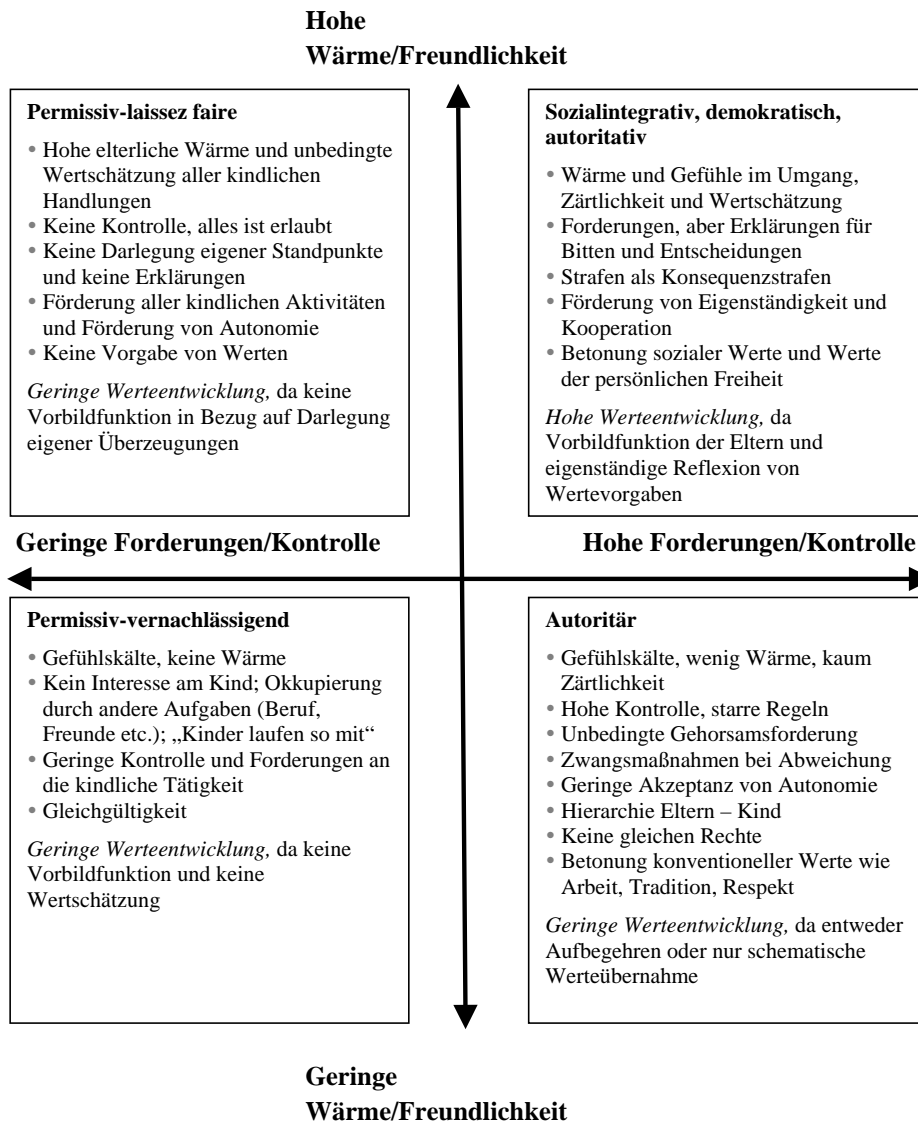 Hohe
Wärme/Freundlichkeit
Permissiv-laissez faire
• Hohe elterliche Wärme und unbedingte
Wertschätzung aller kindlichen
Handlungen
• Keine Kontrolle, alles ist erlaubt
• Keine Darlegung eigener Standpunkte
und keine Erklärungen
• Förderung aller kindlichen Aktivitäten
und Förderung von Autonomie
• Keine Vorgabe von Werten
Geringe Werteentwicklung, da keine
Vorbildfunktion in Bezug auf Darlegung
eigener Überzeugungen
Sozialintegrativ, demokratisch,
autoritativ
• Wärme und Gefühle im Umgang,
Zärtlichkeit und Wertschätzung
• Forderungen, aber Erklärungen für
Bitten und Entscheidungen
• Strafen als Konsequenzstrafen
• Förderung von Eigenständigkeit und
Kooperation
• Betonung sozialer Werte und Werte
der persönlichen Freiheit
Hohe Werteentwicklung, da
Vorbildfunktion der Eltern und
eigenständige Reflexion von
Wertevorgaben
Geringe Forderungen/Kontrolle
Hohe Forderungen/Kontrolle
Permissiv-vernachlässigend
• Gefühlskälte, keine Wärme
• Kein Interesse am Kind; Okkupierung
durch andere Aufgaben (Beruf,
Freunde etc.); „Kinder laufen so mit“
• Geringe Kontrolle und Forderungen an
die kindliche Tätigkeit
• Gleichgültigkeit
Geringe Werteentwicklung, da keine
Vorbildfunktion und keine
Wertschätzung
Autoritär
• Gefühlskälte, wenig Wärme, kaum
Zärtlichkeit
• Hohe Kontrolle, starre Regeln
• Unbedingte Gehorsamsforderung
• Zwangsmaßnahmen bei Abweichung
• Geringe Akzeptanz von Autonomie
• Hierarchie Eltern – Kind
• Keine gleichen Rechte
• Betonung konventioneller Werte wie
Arbeit, Tradition, Respekt
Geringe Werteentwicklung, da entweder
Aufbegehren oder nur schematische
Werteübernahme
Geringe
Wärme/Freundlichkeit